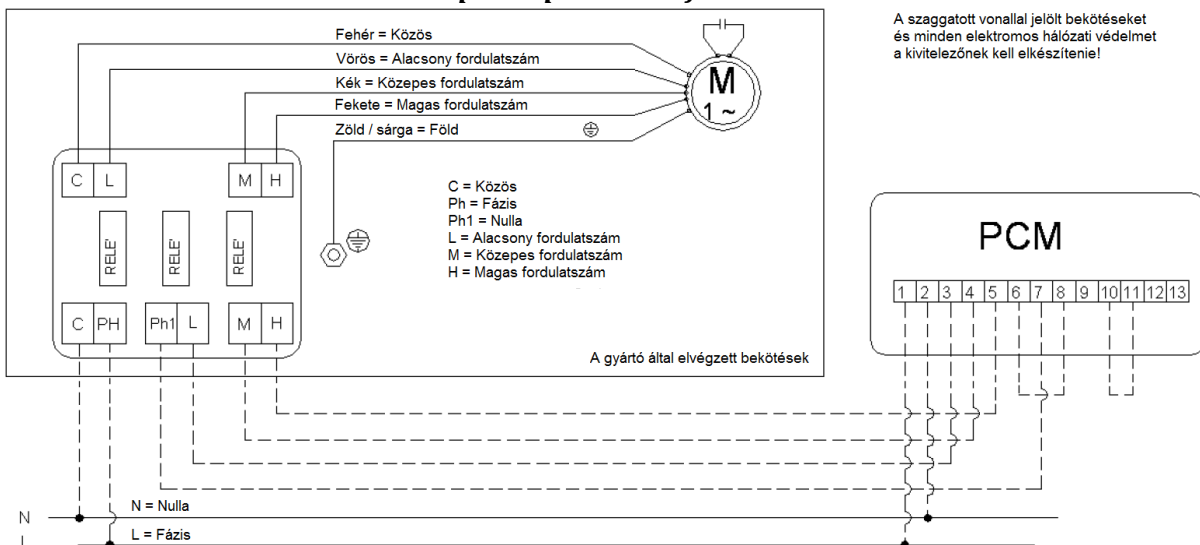 A szaggatott vonallal jelölt bekötéseket
és minden elektromos hálózati védelmet
a kivitelezőnek kell elkészítenie!
Fehér = Közös
Vörös = Alacsony fordulatszám
Kék = Közepes fordulatszám
Fekete = Magas fordulatszám
Zöld / sárga = Föld
M
1 ~
C L M H
RELE' RELE' RELE'
C = Közös
Ph = Fázis
Ph1 = Nulla
L = Alacsony fordulatszám
M = Közepes fordulatszám
H = Magas fordulatszám
C PH Ph1 L M H
A gyártó által elvégzett bekötések
PCM
1 2 3 4 5 6 7 8 9 10 11 12 13
N
N = Nulla
L = Fázis